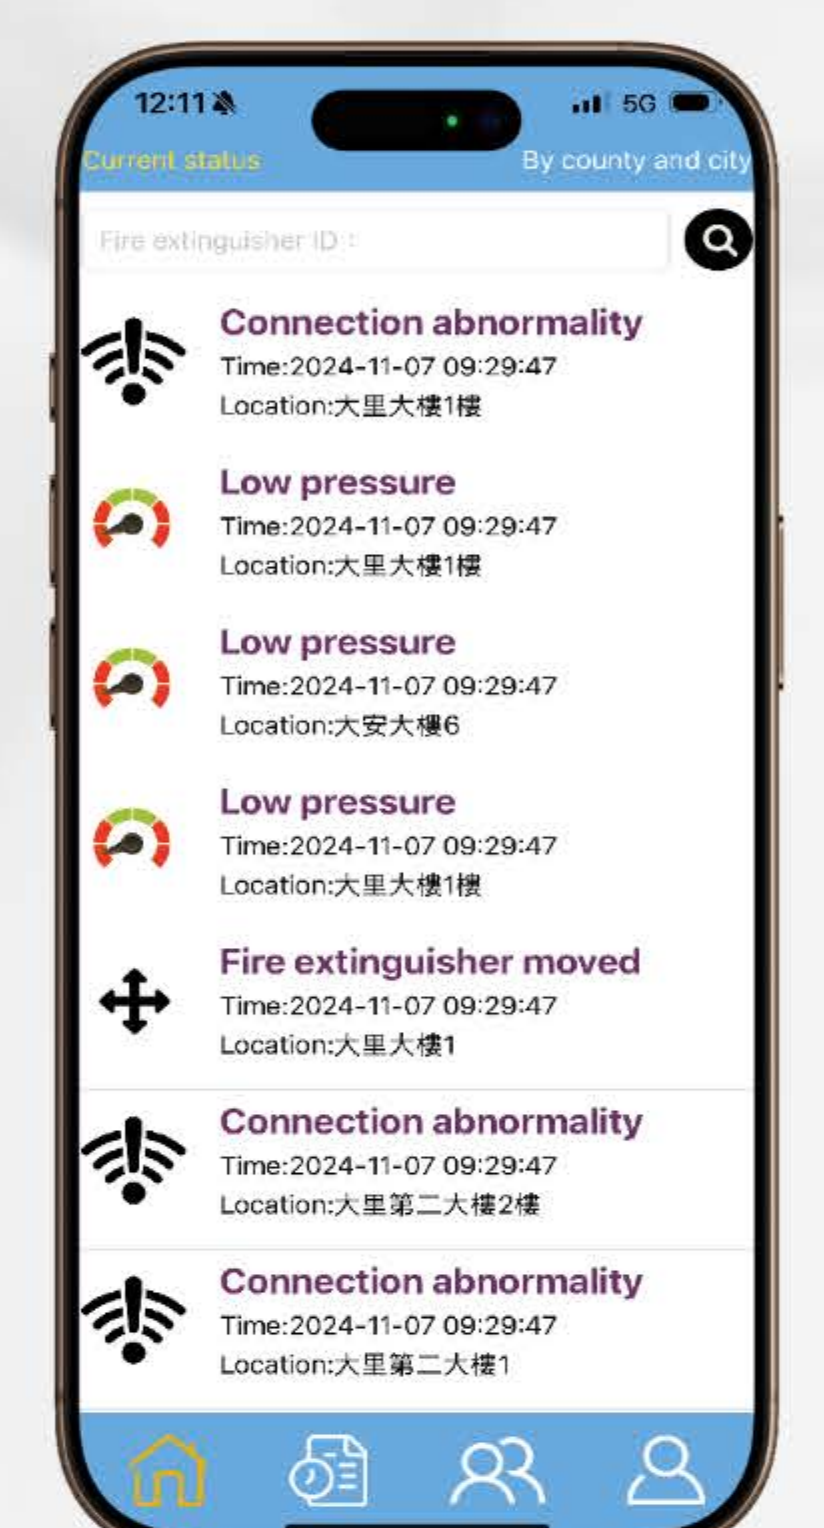 12:11
5G
Current status
By county and city
Fire extinguisher ID：
Connection abnormality
Time:2024-11-07 09:29:47
Location:大里大樓1樓
Low pressure
Time:2024-11-07 09:29:47
Location:大里大樓1樓
Low pressure
Time:2024-11-07 09:29:47
Location:大安大樓6
Low pressure
Time:2024-11-07 09:29:47
Location:大里大樓1樓
Fire extinguisher moved
Time:2024-11-07 09:29:47
Location:大里大樓1
Connection abnormality
Time:2024-11-07 09:29:47
Location:大里第二大樓2樓
Connection abnormality
Time:2024-11-07 09:29:47
Location:大里第二大樓1